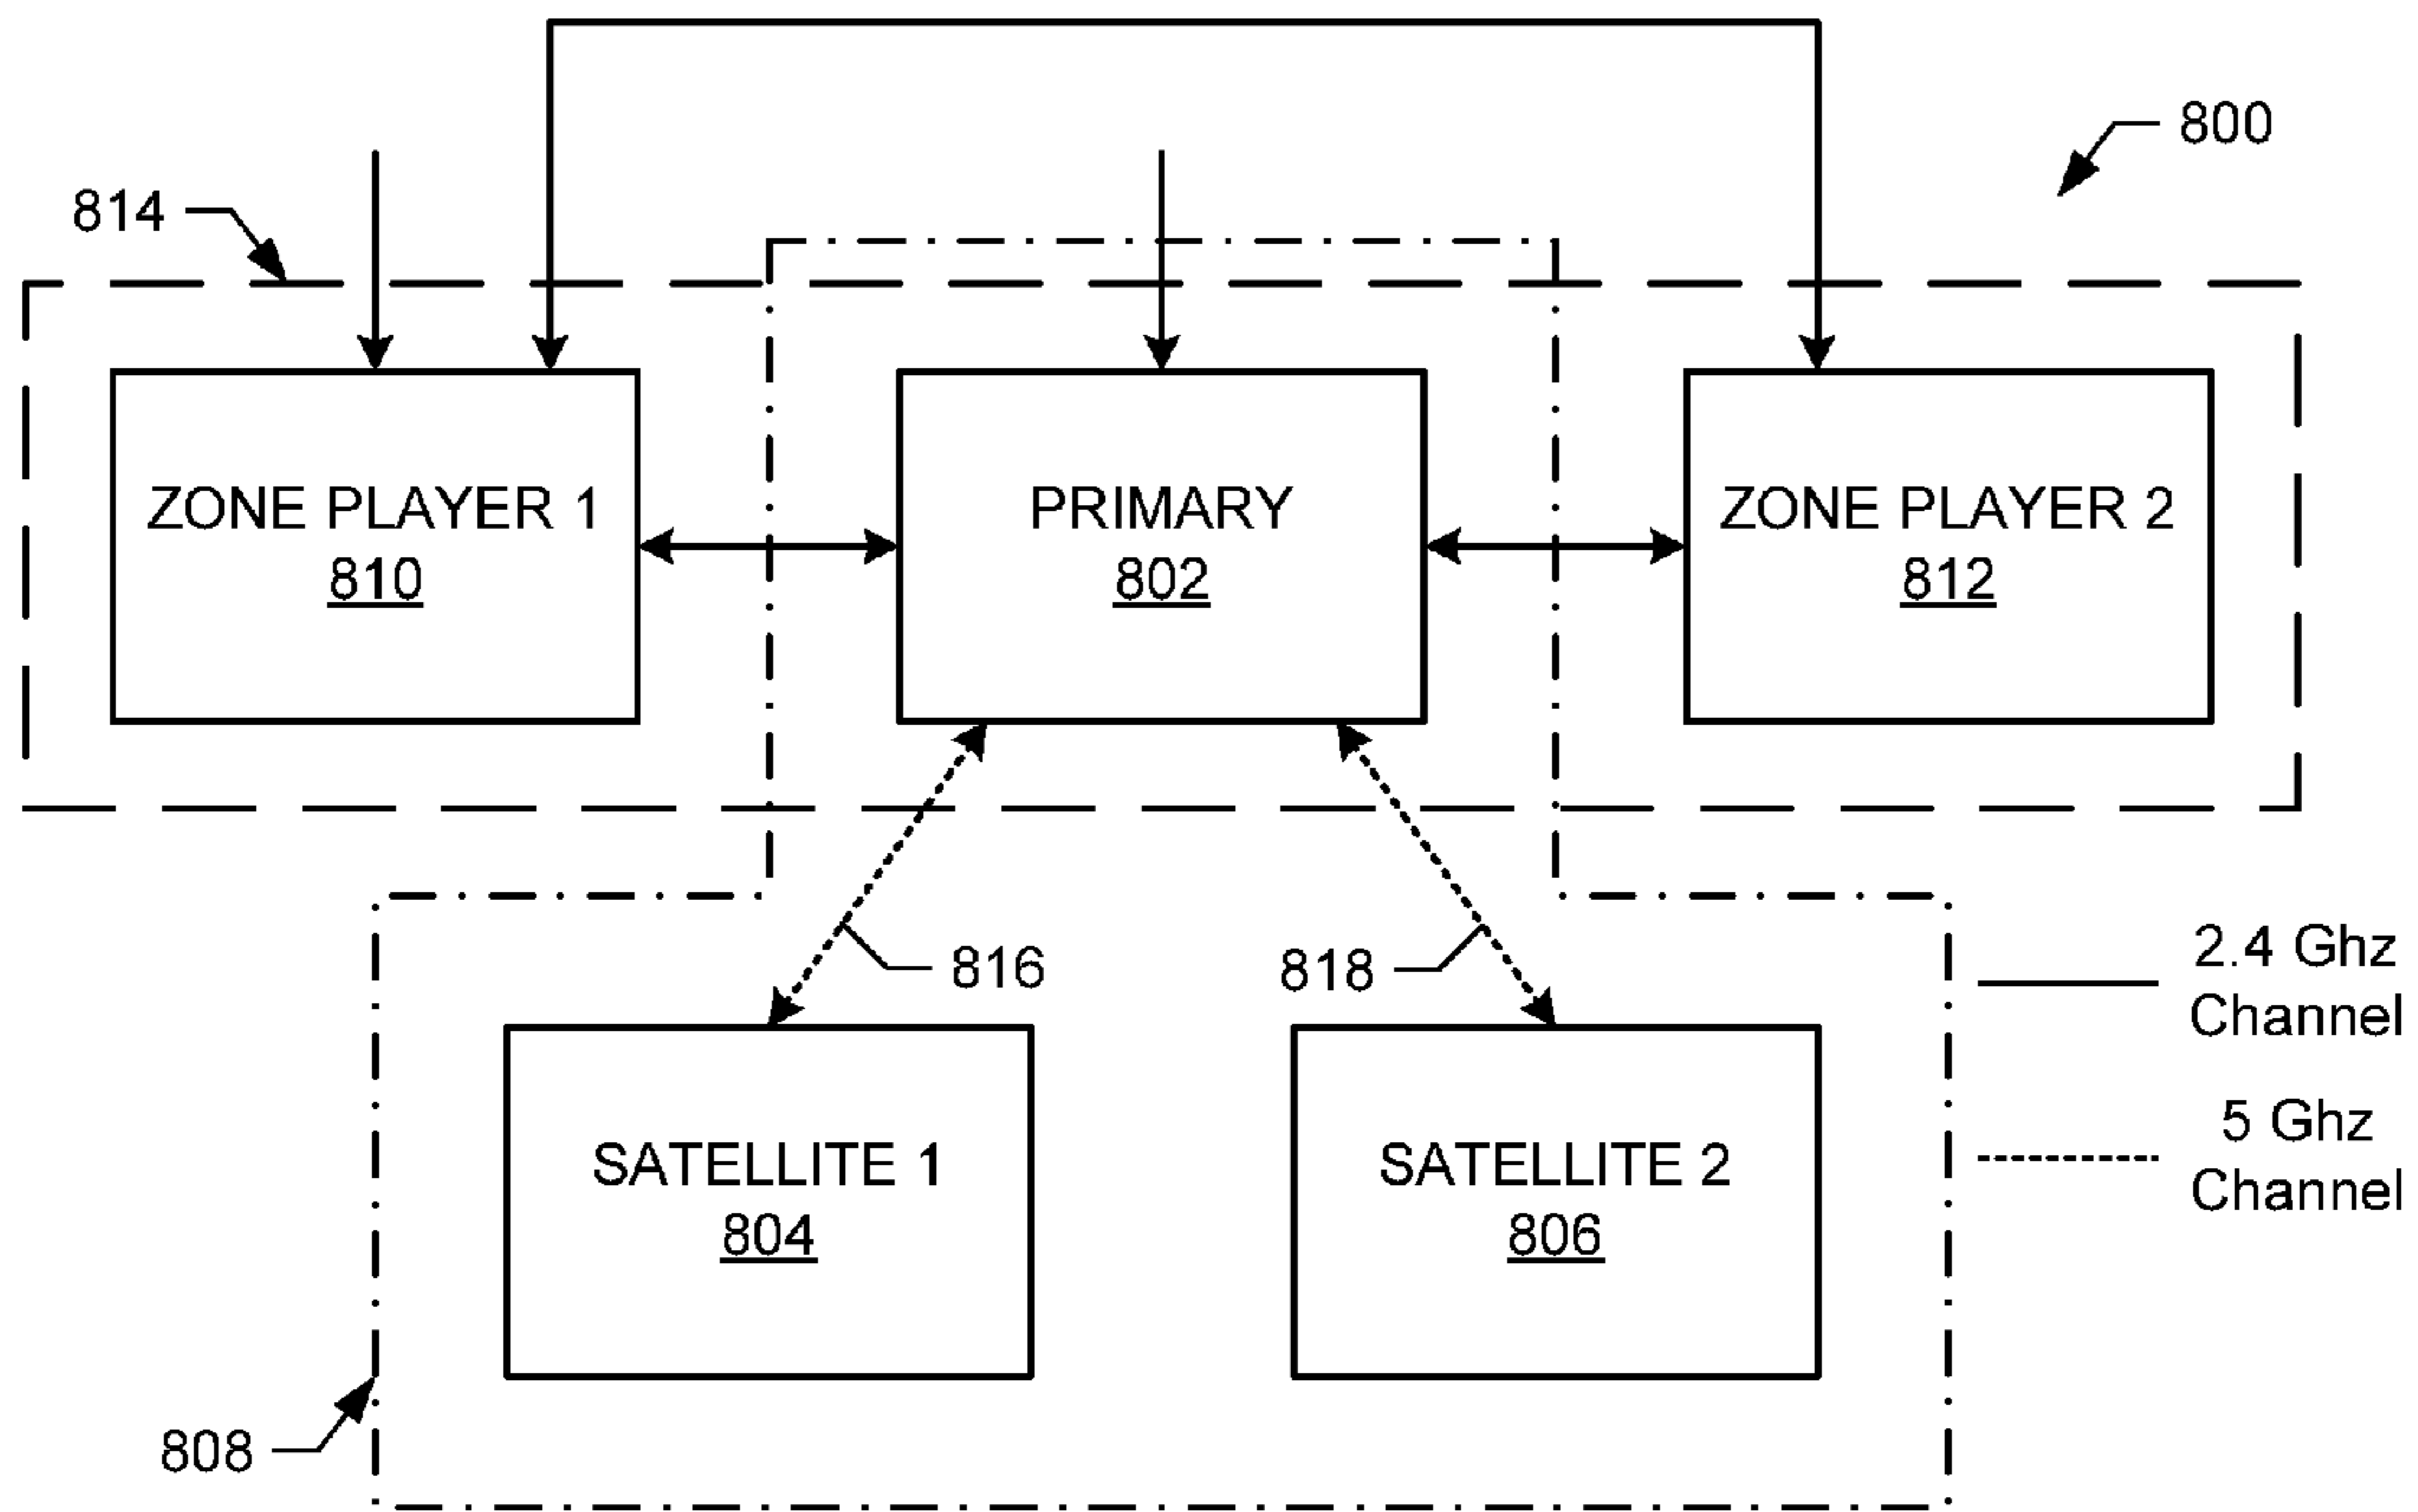 800
814
ZONE PLAYER 1
810
PRIMARY
802
ZONE PLAYER 2
812
816
818
2.4 Ghz
Channel
5 Ghz
Channel
SATELLITE 1
804
SATELLITE 2
806
808